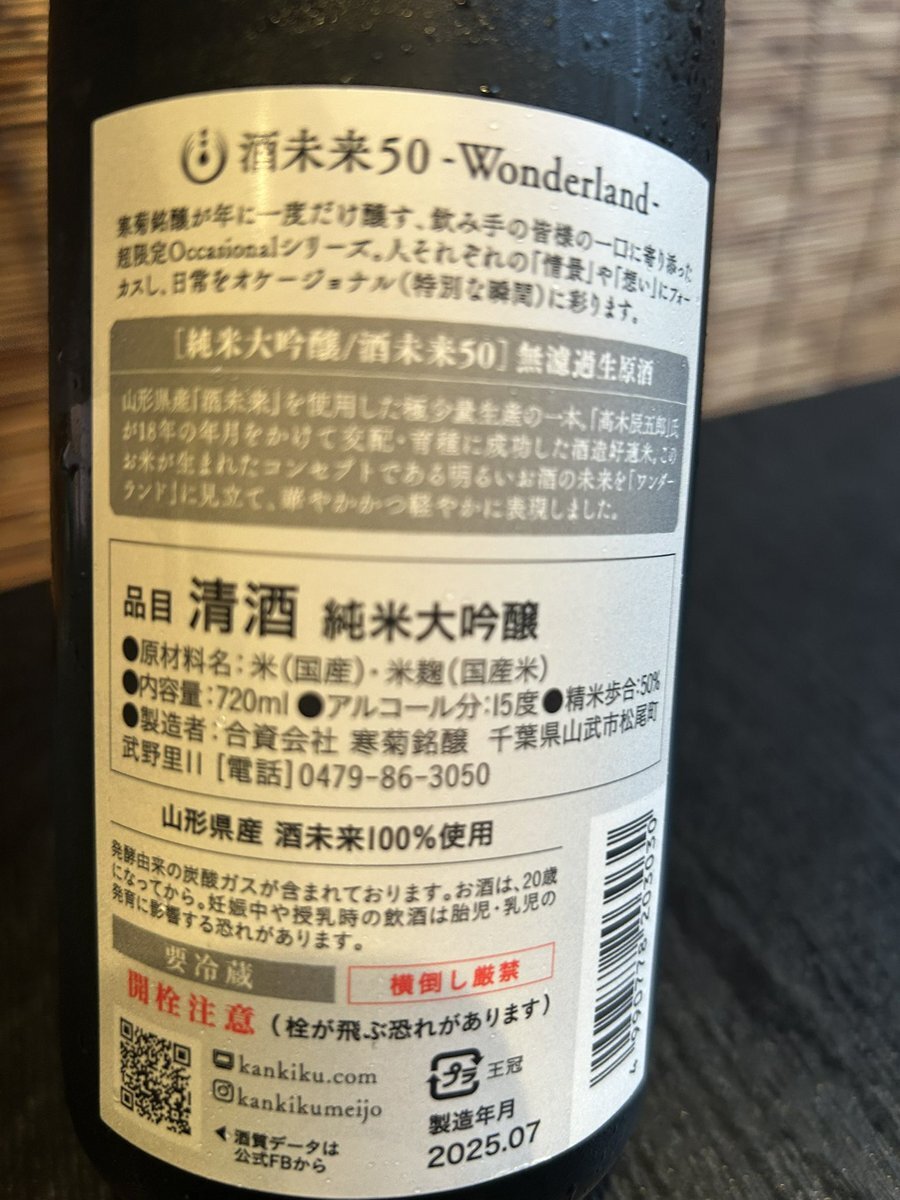 酒未来50 -Wonderland-
寒菊銘醸が年に一度だけ醸す、飲み手の皆様の一口に寄り添った
超限定Occasionalシリーズ。人それぞれの「情景」や「想い」にフォー
カスし、日常をオケージョナル(特別な瞬間)に彩ります。
[純米大吟醸/酒未来50] 無濾過生原酒
山形県産「酒未来」を使用した極少量生産の一本。「高木辰五郎」氏
が18年の年月をかけて交配・育種に成功した酒造好適米。この
お米が生まれたコンセプトである明るいお酒の未来を「ワンダー
ランド」に見立て、華やかかつ軽やかに表現しました。
品目 清酒 純米大吟醸
●原材料名:米(国産)・米麹(国産米)
●内容量:720ml ●アルコール分:15度 ●精米歩合:50%
●製造者:合資会社 寒菊銘醸 千葉県山武市松尾町
武野里11 [電話]0479-86-3050
山形県産 酒未来100%使用
発酵由来の炭酸ガスが含まれております。お酒は、20歳
になってから。妊娠中や授乳時の飲酒は胎児・乳児の
発育に影響する恐れがあります。
要冷蔵 横倒し厳禁
開栓注意 (栓が飛ぶ恐れがあります)
kankiku.com
kankikumeijo
◀酒質データは
公式FBから
プラ 王冠
製造年月
2025.07
4 990778 203030